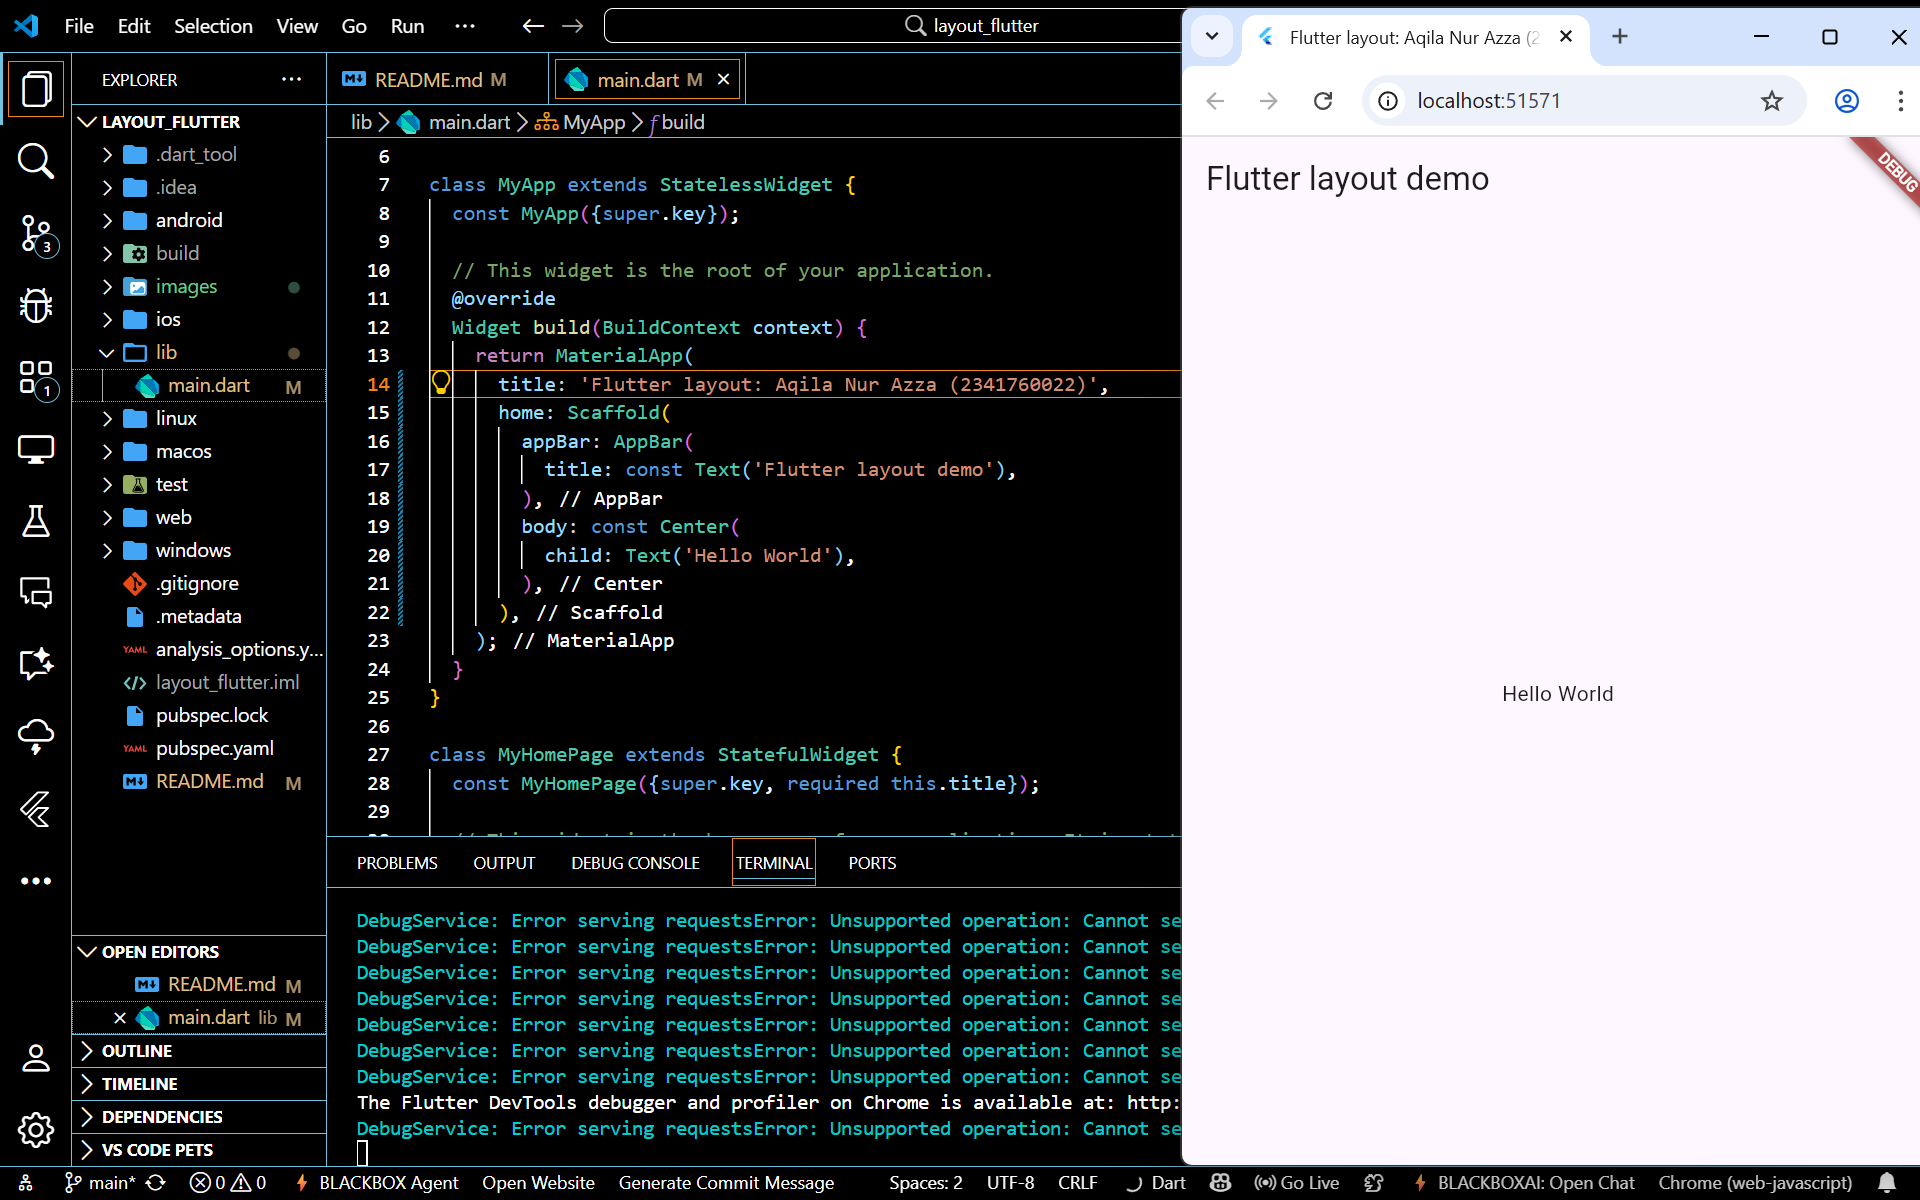 File Edit Selection View Go Run ···
layout_flutter
EXPLORER ···
LAYOUT_FLUTTER
.dart_tool
.idea
android
build
images
ios
lib
main.dart M
linux
macos
test
web
windows
.gitignore
.metadata
analysis_options.y...
layout_flutter.iml
pubspec.lock
pubspec.yaml
README.md M
OPEN EDITORS
README.md M
main.dart lib M
OUTLINE
TIMELINE
DEPENDENCIES
VS CODE PETS
3
1
README.md M
main.dart M
lib > main.dart > MyApp > build
6
7 class MyApp extends StatelessWidget {
8 const MyApp({super.key});
9
10 // This widget is the root of your application.
11 @override
12 Widget build(BuildContext context) {
13 return MaterialApp(
14 title: 'Flutter layout: Aqila Nur Azza (2341760022)',
15 home: Scaffold(
16 appBar: AppBar(
17 title: const Text('Flutter layout demo'),
18 ), // AppBar
19 body: const Center(
20 child: Text('Hello World'),
21 ), // Center
22 ), // Scaffold
23 ); // MaterialApp
24 }
25 }
26
27 class MyHomePage extends StatefulWidget {
28 const MyHomePage({super.key, required this.title});
29
PROBLEMS OUTPUT DEBUG CONSOLE TERMINAL PORTS
DebugService: Error serving requestsError: Unsupported operation: Cannot se
DebugService: Error serving requestsError: Unsupported operation: Cannot se
DebugService: Error serving requestsError: Unsupported operation: Cannot se
DebugService: Error serving requestsError: Unsupported operation: Cannot se
DebugService: Error serving requestsError: Unsupported operation: Cannot se
DebugService: Error serving requestsError: Unsupported operation: Cannot se
DebugService: Error serving requestsError: Unsupported operation: Cannot se
The Flutter DevTools debugger and profiler on Chrome is available at: http:
DebugService: Error serving requestsError: Unsupported operation: Cannot se
Flutter layout: Aqila Nur Azza (2
localhost:51571
Flutter layout demo
DEBUG
Hello World
main* 0 0 BLACKBOX Agent Open Website Generate Commit Message Spaces: 2 UTF-8 CRLF Dart Go Live BLACKBOXAI: Open Chat Chrome (web-javascript)